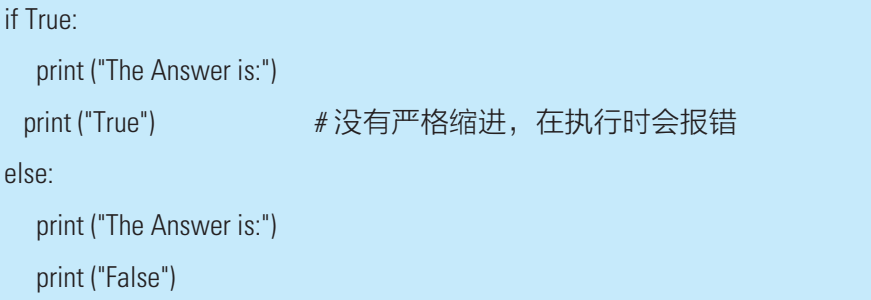 if True:
    print ("The Answer is:")
  print ("True")                    # 没有严格缩进，在执行时会报错
else:
    print ("The Answer is:")
    print ("False")